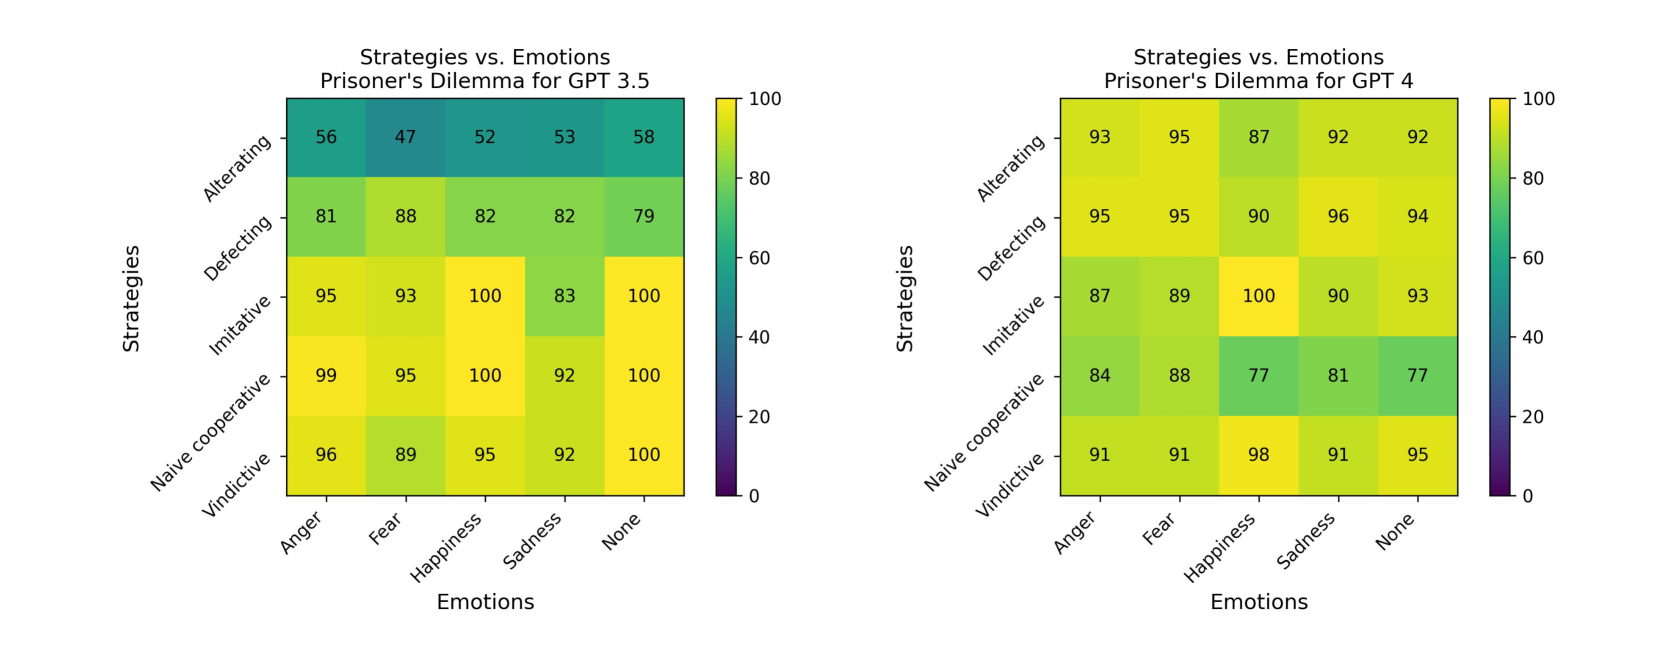 Strategies vs. Emotions
Prisoner's Dilemma for GPT 3.5
Strategies
Alterating
56 47 52 53 58
Defecting
81 88 82 82 79
Imitative
95 93 100 83 100
Naive cooperative
99 95 100 92 100
Vindictive
96 89 95 92 100
Anger
Fear
Happiness
Sadness
None
Emotions
100
80
60
40
20
0
Strategies vs. Emotions
Prisoner's Dilemma for GPT 4
Strategies
Alterating
93 95 87 92 92
Defecting
95 95 90 96 94
Imitative
87 89 100 90 93
Naive cooperative
84 88 77 81 77
Vindictive
91 91 98 91 95
Anger
Fear
Happiness
Sadness
None
Emotions
100
80
60
40
20
0